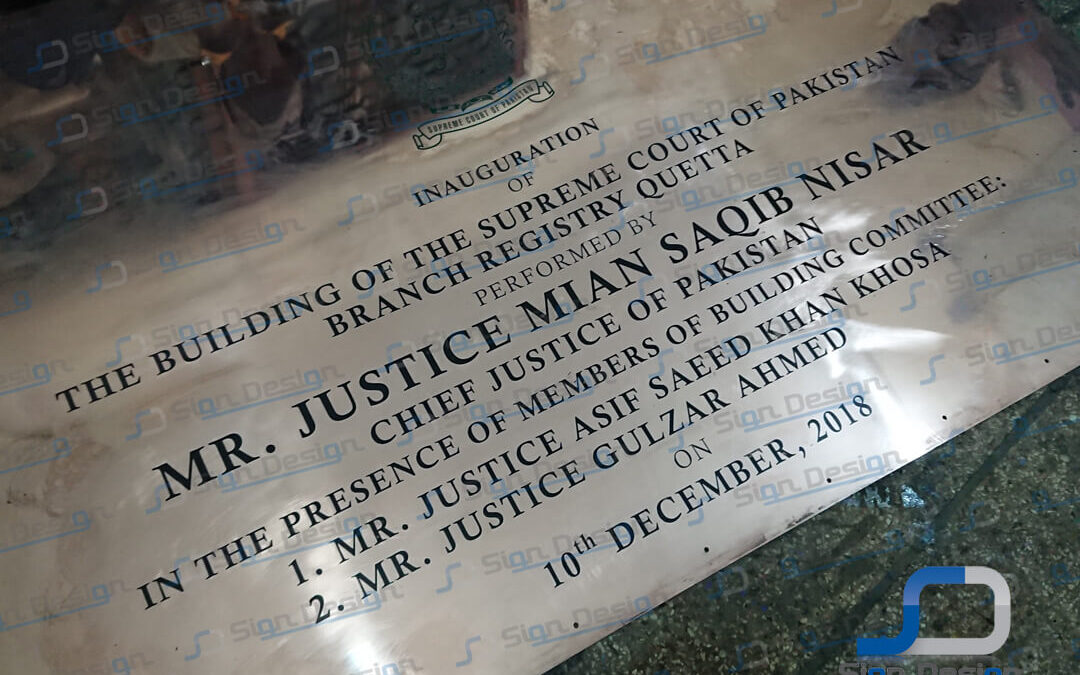 SUPREME COURT OF PAKISTAN
INAUGURATION
OF
THE BUILDING OF THE SUPREME COURT OF PAKISTAN
BRANCH REGISTRY QUETTA
PERFORMED BY
MR. JUSTICE MIAN SAQIB NISAR
CHIEF JUSTICE OF PAKISTAN
IN THE PRESENCE OF MEMBERS OF BUILDING COMMITTEE:
1. MR. JUSTICE ASIF SAEED KHAN KHOSA
2. MR. JUSTICE GULZAR AHMED
ON
10th DECEMBER, 2018
Sign Design